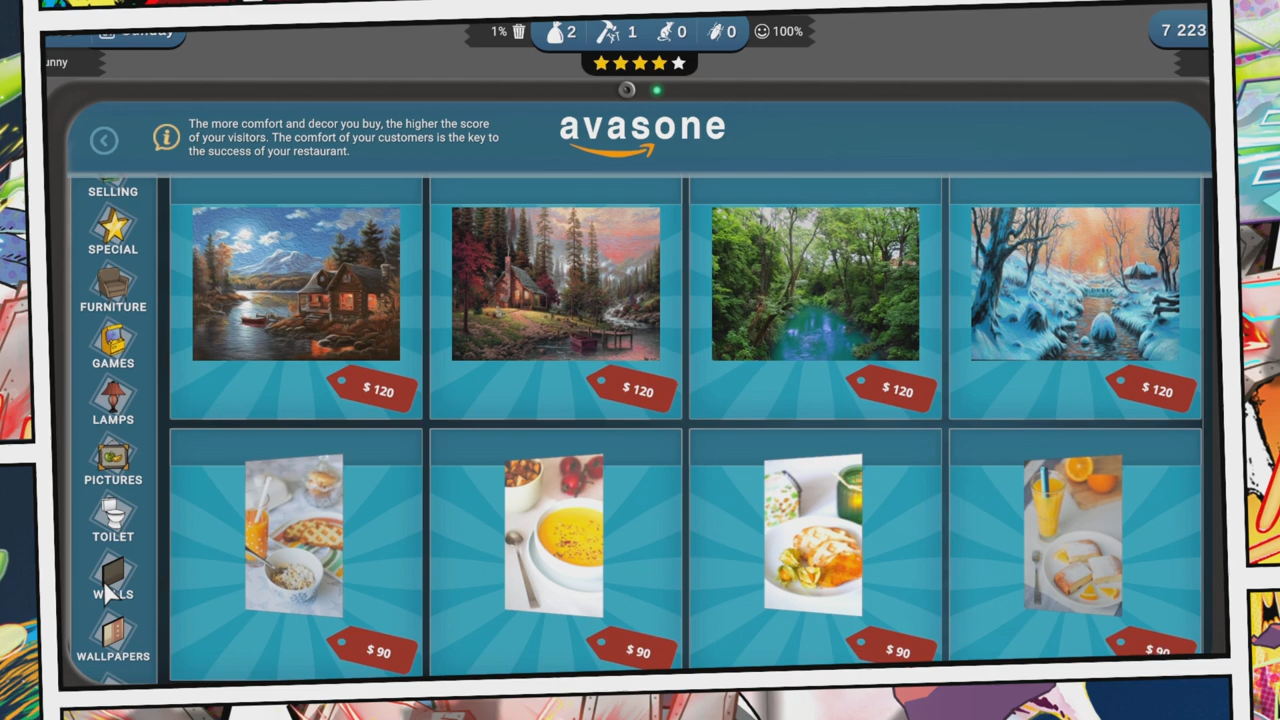 Sunday
1%
2
1
0
0
100%
7 223
unny
The more comfort and decor you buy, the higher the score
of your visitors. The comfort of your customers is the key to
the success of your restaurant.
avasone
SELLING
SPECIAL
FURNITURE
GAMES
LAMPS
PICTURES
TOILET
WALLS
WALLPAPERS
$ 120
$ 120
$ 120
$ 120
$ 90
$ 90
$ 90
$ 90